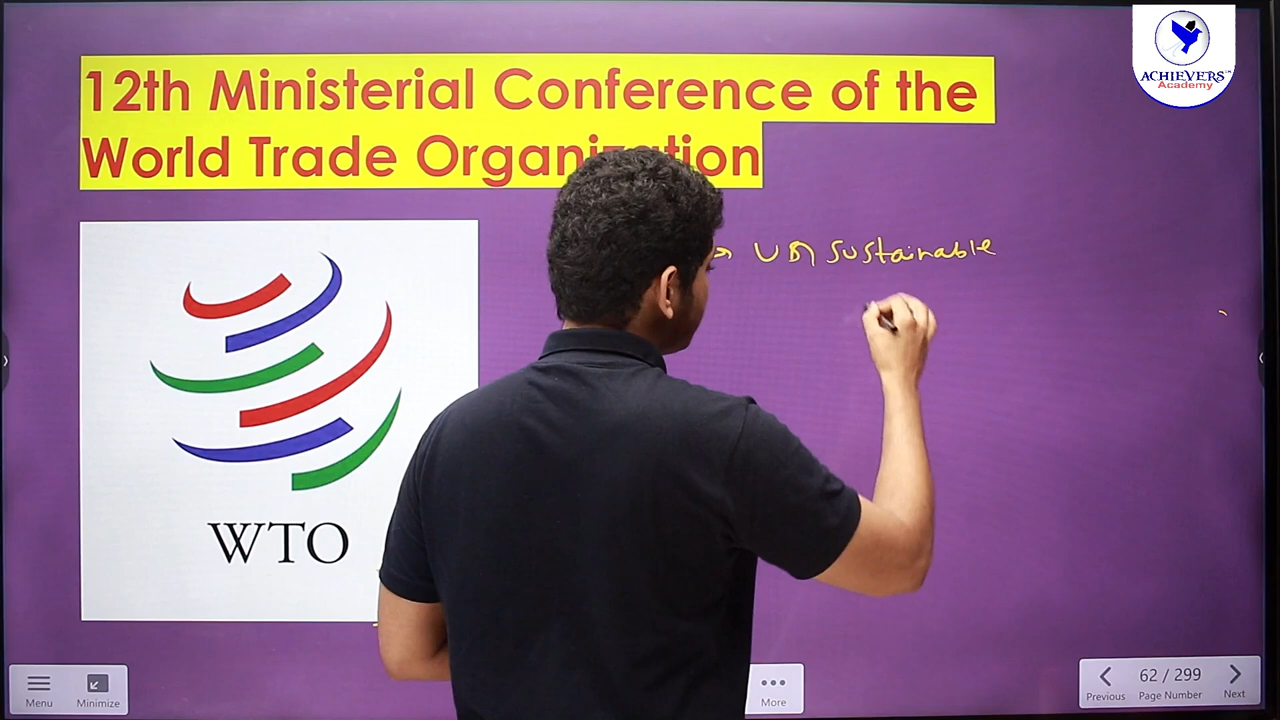 12th Ministerial Conference of the
World Trade Organization
ACHIEVERS
Academy
→ UN Sustainable
WTO
Menu
Minimize
More
Previous
62 / 299
Page Number
Next